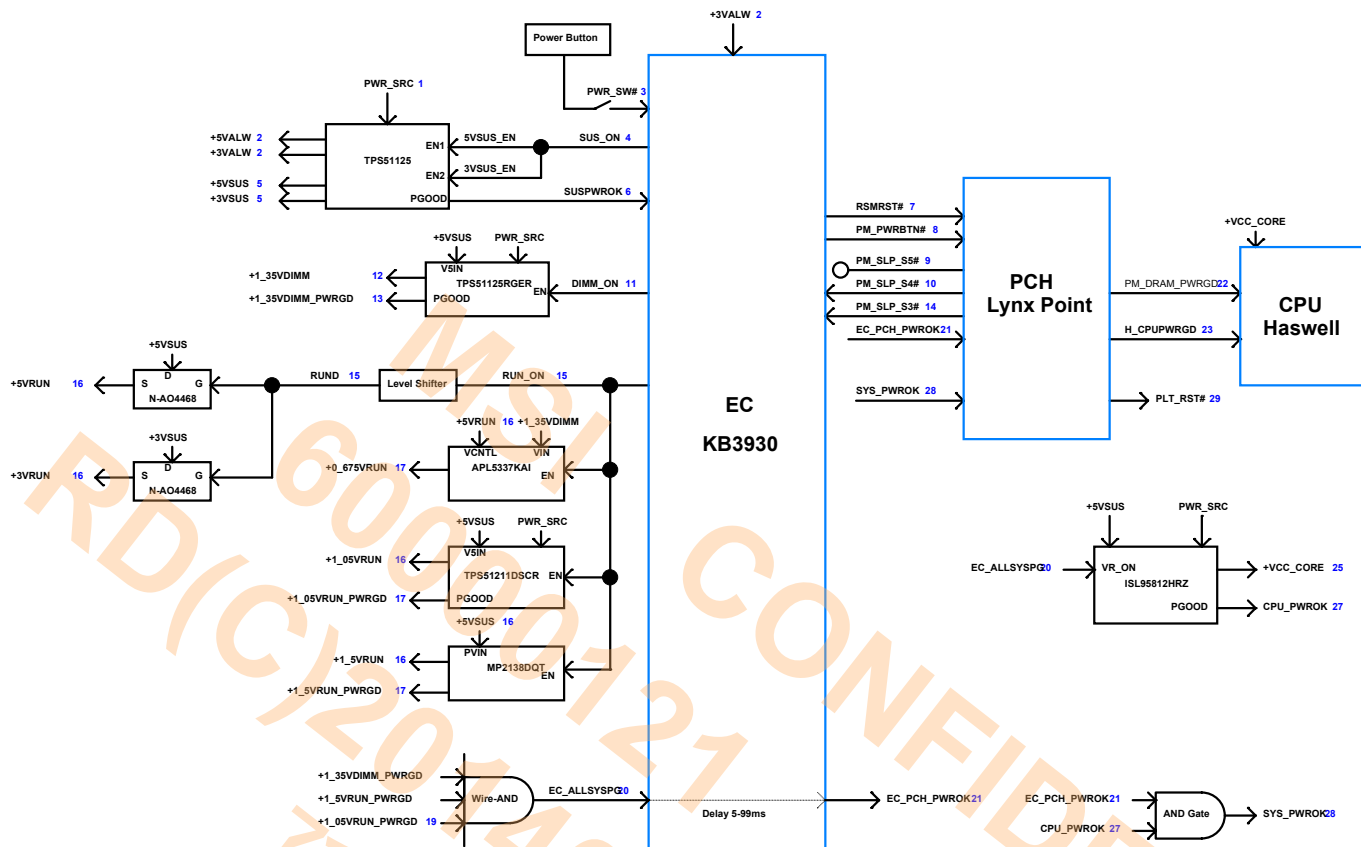 +3VALW 2
Power Button
PWR_SRC 1
PWR_SW# 3
+5VALW 2
+3VALW 2
+5VSUS 5
+3VSUS 5
TPS51125
EN1
EN2
PGOOD
5VSUS_EN
3VSUS_EN
SUS_ON 4
SUSPWROK 6
+5VSUS
PWR_SRC
V5IN
TPS51125RGER
PGOOD
EN
DIMM_ON 11
+1_35VDIMM 12
+1_35VDIMM_PWRGD 13
RSMRST# 7
PM_PWRBTN# 8
PM_SLP_S5# 9
PM_SLP_S4# 10
PM_SLP_S3# 14
EC_PCH_PWROK21
SYS_PWROK 28
PCH
Lynx Point
+VCC_CORE
PM_DRAM_PWRGD22
H_CPUPWRGD 23
PLT_RST# 29
CPU
Haswell
+5VSUS
+5VRUN 16
S D G
N-AO4468
RUND 15
Level Shifter
RUN_ON 15
+3VSUS
+3VRUN 16
S D G
N-AO4468
EC
KB3930
+5VRUN 16 +1_35VDIMM
VCNTL VIN
APL5337KAI
EN
+0_675VRUN 17
+5VSUS PWR_SRC
V5IN
TPS51211DSCR
EN
PGOOD
+1_05VRUN 16
+1_05VRUN_PWRGD 17
+5VSUS 16
PVIN
MP2138DQT
EN
+1_5VRUN 16
+1_5VRUN_PWRGD 17
+5VSUS PWR_SRC
EC_ALLSYSPG20
VR_ON
ISL95812HRZ
PGOOD
+VCC_CORE 25
CPU_PWROK 27
+1_35VDIMM_PWRGD
+1_5VRUN_PWRGD
+1_05VRUN_PWRGD 19
Wire-AND
EC_ALLSYSPG20
Delay 5-99ms
EC_PCH_PWROK21
EC_PCH_PWROK21
CPU_PWROK 27
AND Gate
SYS_PWROK28
MSI CONFIDE
60000121
RD(C)20140